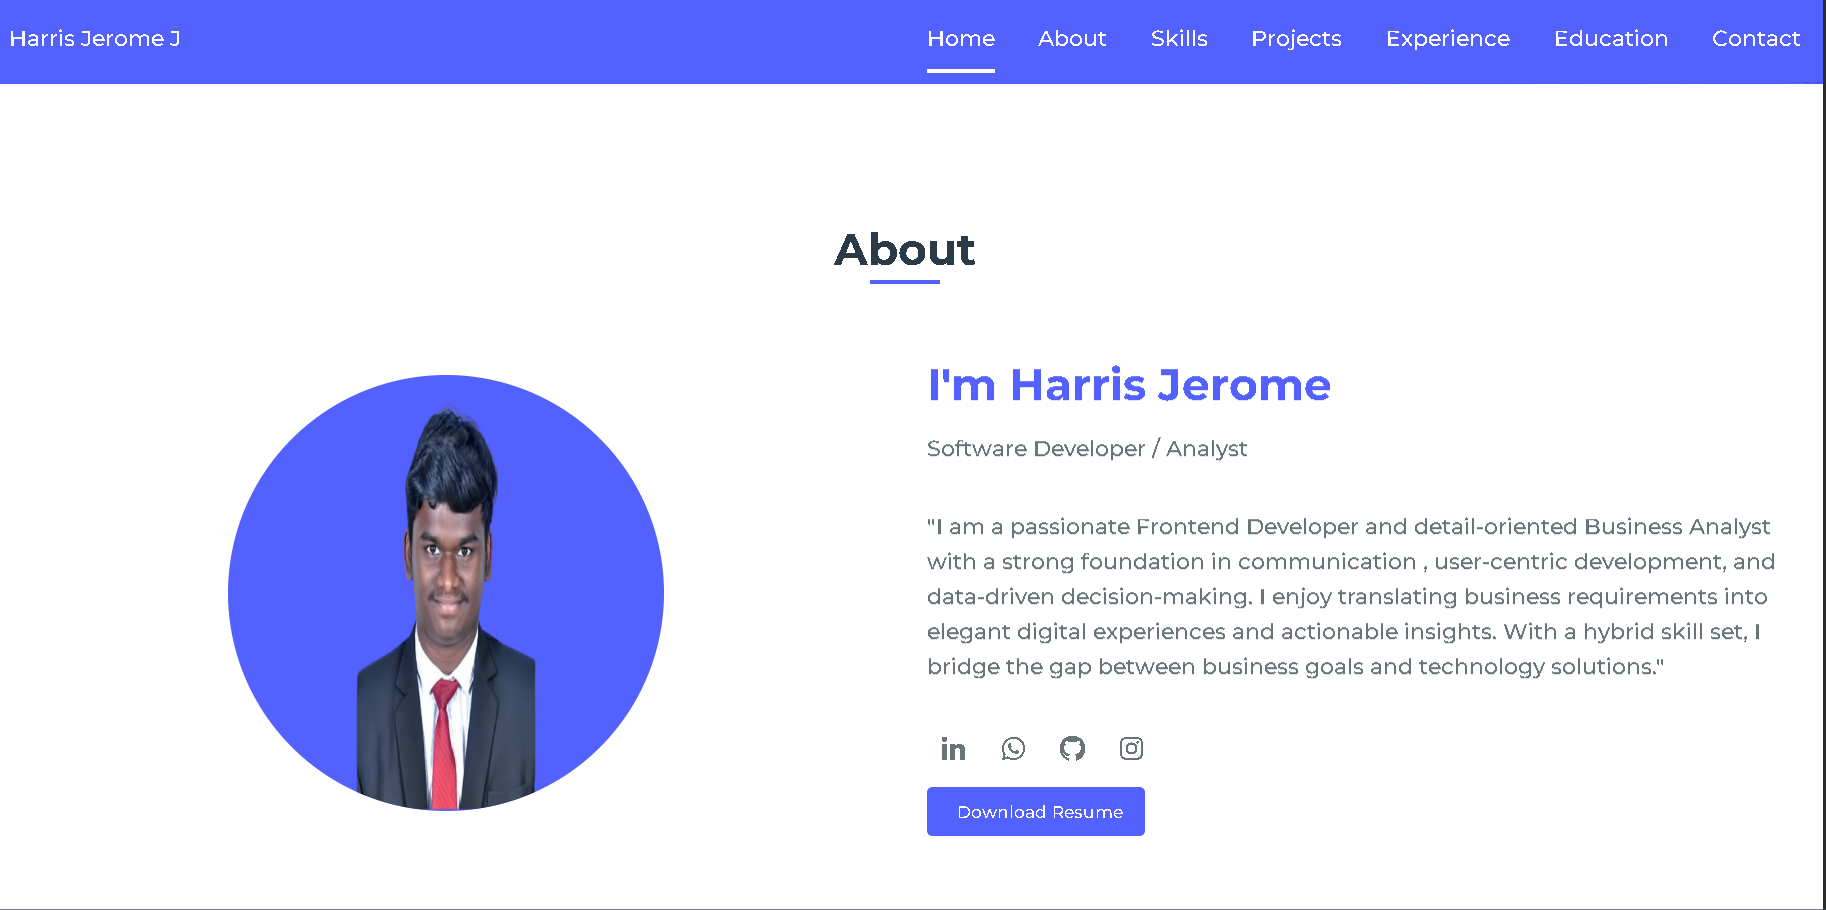 Harris Jerome J
Home About Skills Projects Experience Education Contact
About
I'm Harris Jerome
Software Developer / Analyst
"I am a passionate Frontend Developer and detail-oriented Business Analyst
with a strong foundation in communication , user-centric development, and
data-driven decision-making. I enjoy translating business requirements into
elegant digital experiences and actionable insights. With a hybrid skill set, I
bridge the gap between business goals and technology solutions."
in
Download Resume